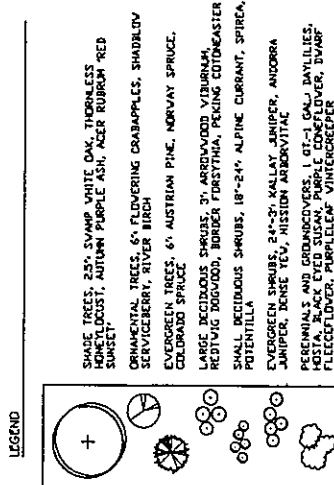 LEGEND
SHADE TREES, 2.5", SWAMP WHITE OAK, THORNLESS
HONEYLOCUST, AUTUMN PURPLE ASH, ACER RUBRUM 'RED
SUNSET'
ORNAMENTAL TREES, 6', FLOWERING CRABAPPLES, SHADBLOW
SERVICEBERRY, RIVER BIRCH
EVERGREEN TREES, 6', AUSTRIAN PINE, NORWAY SPRUCE,
COLORADO SPRUCE
LARGE DECIDUOUS SHRUBS, 3', ARROWWOOD VIBURNUM,
REDTWIG DOGWOOD, BORDER FORSYTHIA, PEKING COTONEASTER
SMALL DECIDUOUS SHRUBS, 18"-24", ALPINE CURRANT, SPIREA,
POTENTILLA
EVERGREEN SHRUBS, 24"-3', KALLAY JUNIPER, ANDORRA
JUNIPER, DENSE YEW, MISSION ARBORVITAE
PERENNIALS AND GROUNDCOVERS, 1 QT.-1 GAL., DAYLILIES,
HOSTA, BLACK EYED SUSAN, PURPLE CONEFLOWER, DWARF
FLEECEFLOWER, PURPLELEAF WINTERCREEPER